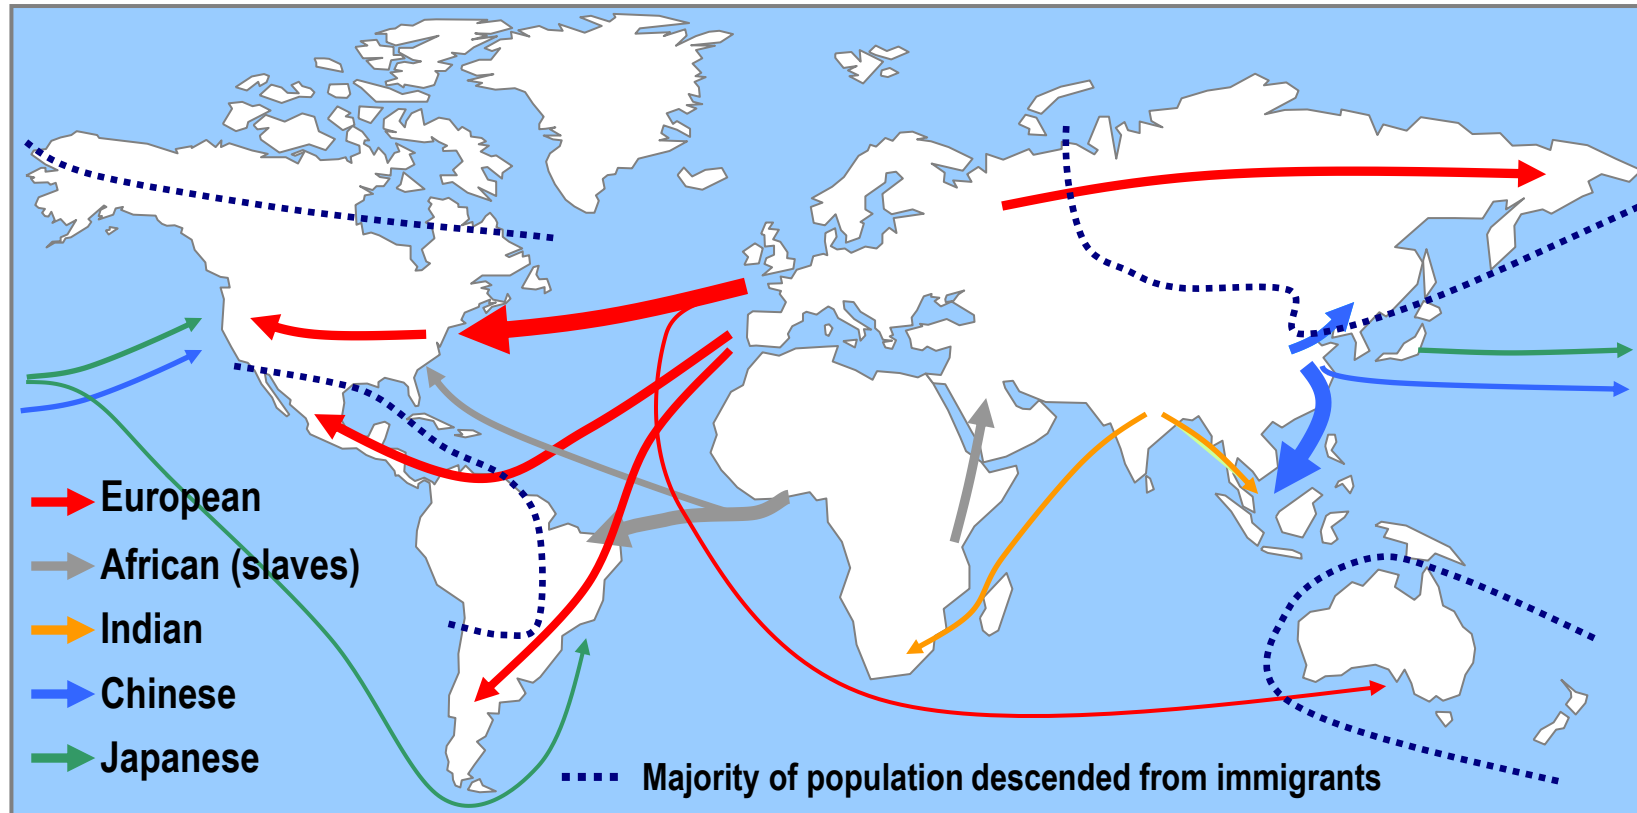 European
African (slaves)
Indian
Chinese
Japanese
Majority of population descended from immigrants